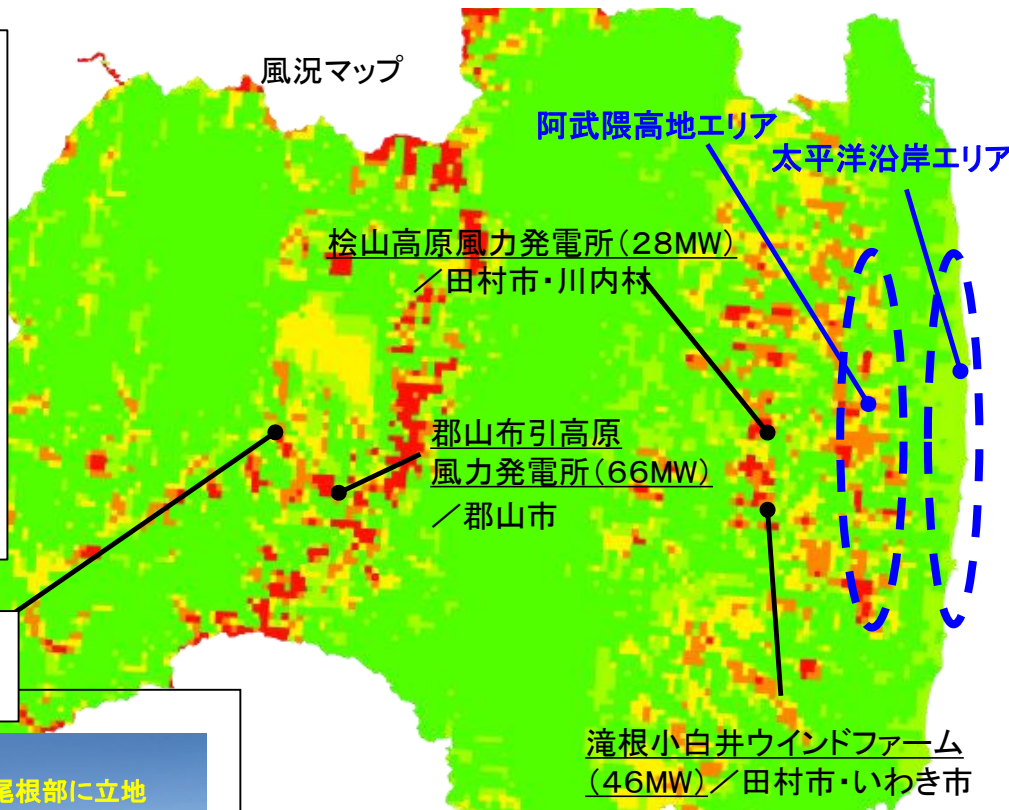 風況マップ
阿武隈高地エリア
太平洋沿岸エリア
桧山高原風力発電所(28MW)
/田村市・川内村
郡山布引高原
風力発電所(66MW)
/郡山市
滝根小白井ウインドファーム
(46MW)/田村市・いわき市
尾根部に立地